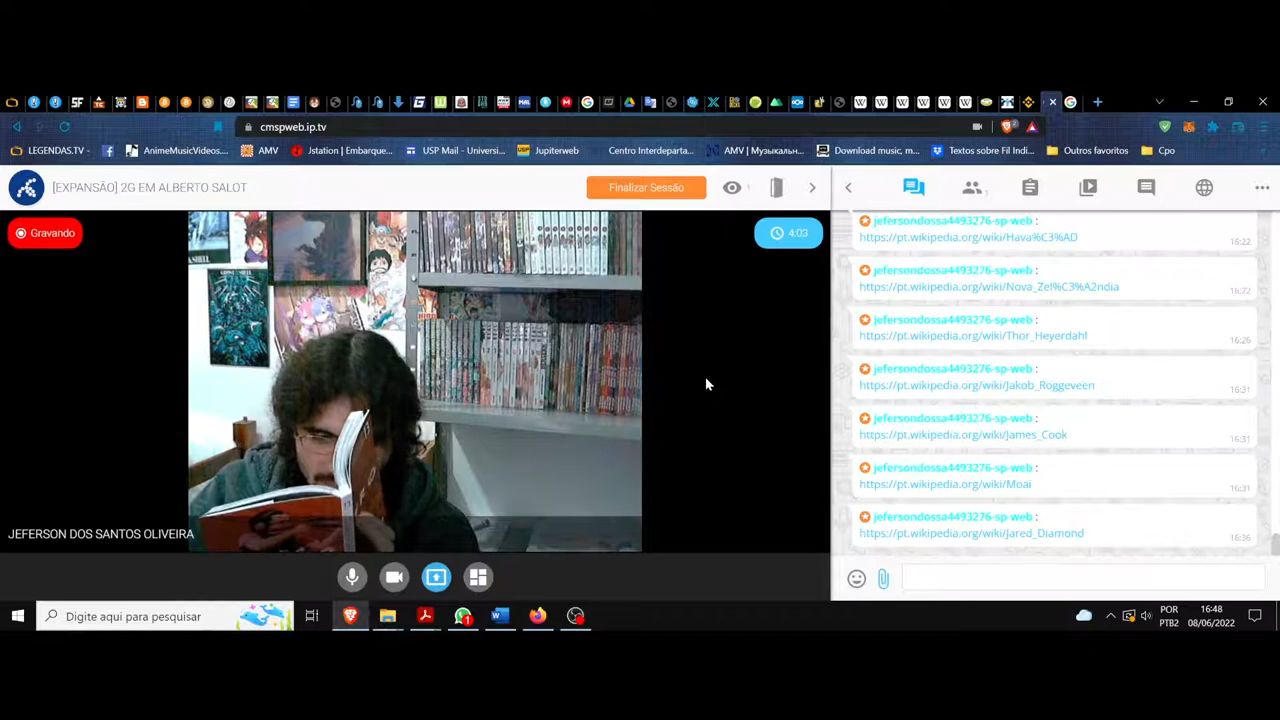 cmspweb.ip.tv
LEGENDAS.TV -
AnimeMusicVideos...
AMV
Jstation | Embarque...
USP Mail - Universi...
Jupiterweb
Centro Interdeparta...
AMV | Музыкальн...
Download music, m...
Textos sobre Fil Indi...
Outros favoritos
Cpo
[EXPANSÃO] 2G EM ALBERTO SALOT
Finalizar Sessão
1
Gravando
4:03
JEFERSON DOS SANTOS OLIVEIRA
1
jefersondossa4493276-sp-web :
https://pt.wikipedia.org/wiki/Hava%C3%AD
16:22
jefersondossa4493276-sp-web :
https://pt.wikipedia.org/wiki/Nova_Zel%C3%A2ndia
16:22
jefersondossa4493276-sp-web :
https://pt.wikipedia.org/wiki/Thor_Heyerdahl
16:26
jefersondossa4493276-sp-web :
https://pt.wikipedia.org/wiki/Jakob_Roggeveen
16:31
jefersondossa4493276-sp-web :
https://pt.wikipedia.org/wiki/James_Cook
16:31
jefersondossa4493276-sp-web :
https://pt.wikipedia.org/wiki/Moai
16:31
jefersondossa4493276-sp-web :
https://pt.wikipedia.org/wiki/Jared_Diamond
16:36
Digite aqui para pesquisar
1
POR
PTB2
16:48
08/06/2022